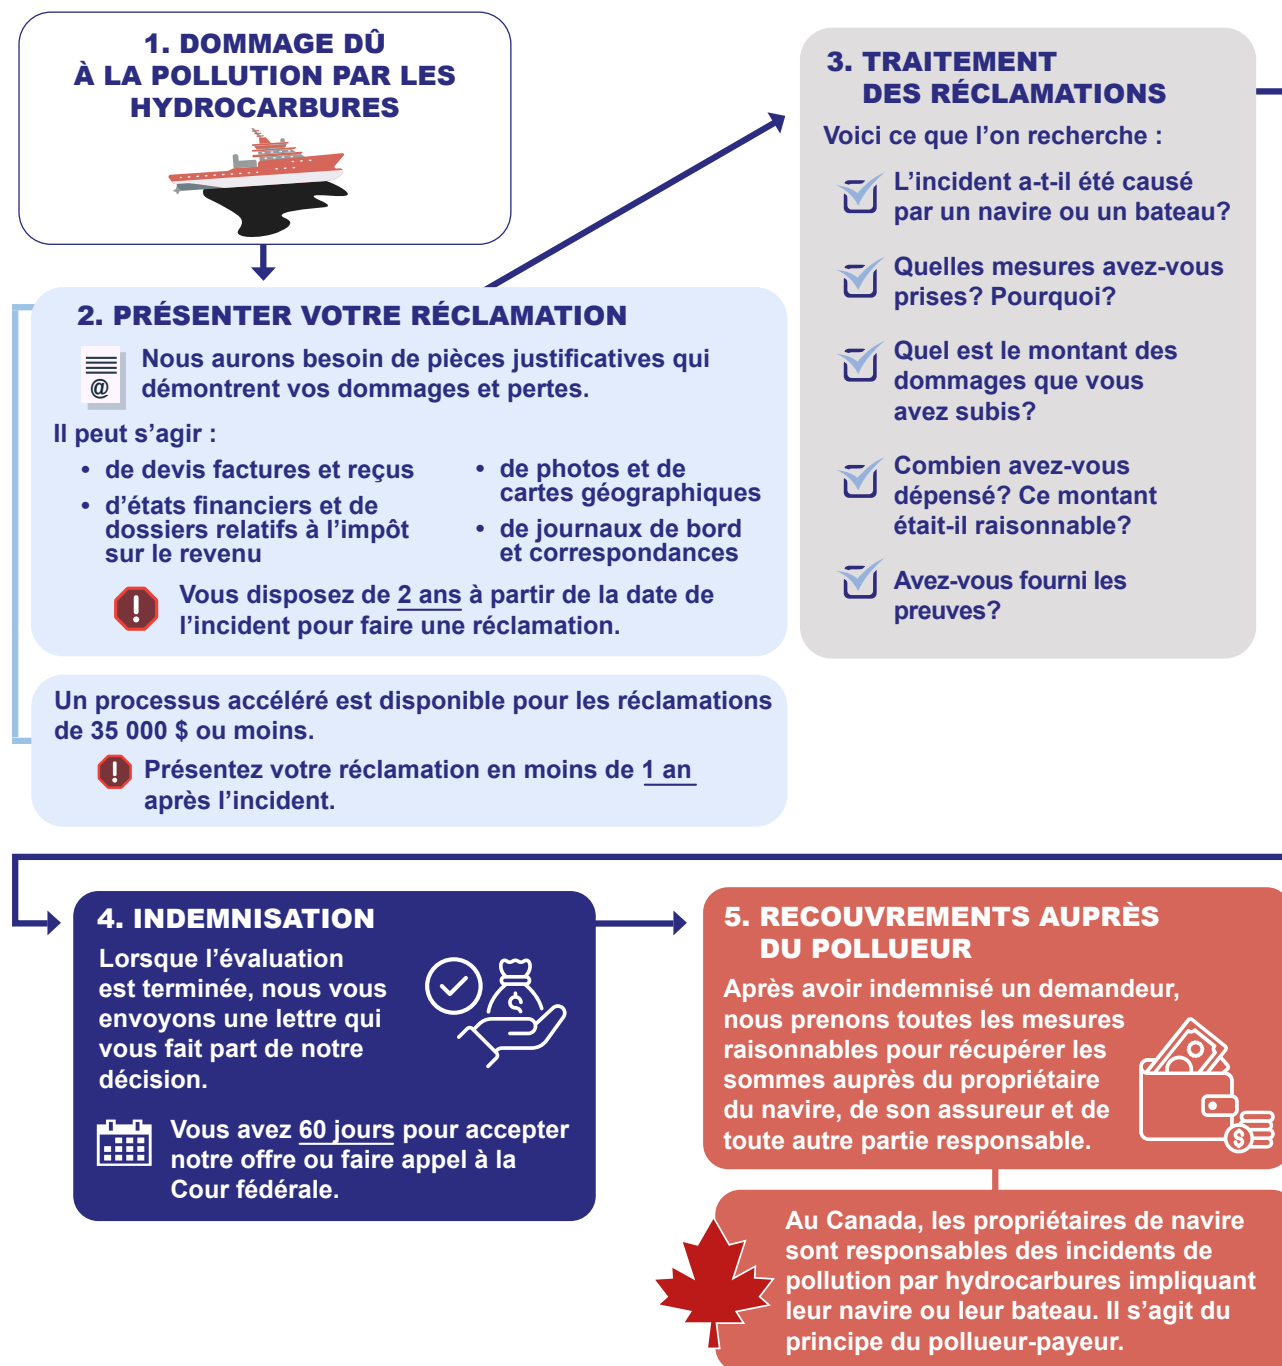 1. DOMMAGE DÛ
À LA POLLUTION PAR LES
HYDROCARBURES
2. PRÉSENTER VOTRE RÉCLAMATION
@
Nous aurons besoin de pièces justificatives qui
démontrent vos dommages et pertes.
Il peut s’agir :
• de devis factures et reçus
• d’états financiers et de
dossiers relatifs à l’impôt
sur le revenu
• de photos et de
cartes géographiques
• de journaux de bord
et correspondances
Vous disposez de 2 ans à partir de la date de
l’incident pour faire une réclamation.
Un processus accéléré est disponible pour les réclamations
de 35 000 $ ou moins.
Présentez votre réclamation en moins de 1 an
après l’incident.
3. TRAITEMENT
DES RÉCLAMATIONS
Voici ce que l’on recherche :
L’incident a-t-il été causé
par un navire ou un bateau?
Quelles mesures avez-vous
prises? Pourquoi?
Quel est le montant des
dommages que vous
avez subis?
Combien avez-vous
dépensé? Ce montant
était-il raisonnable?
Avez-vous fourni les
preuves?
4. INDEMNISATION
Lorsque l’évaluation
est terminée, nous vous
envoyons une lettre qui
vous fait part de notre
décision.
$
Vous avez 60 jours pour accepter
notre offre ou faire appel à la
Cour fédérale.
5. RECOUVREMENTS AUPRÈS
DU POLLUEUR
Après avoir indemnisé un demandeur,
nous prenons toutes les mesures
raisonnables pour récupérer les
sommes auprès du propriétaire
du navire, de son assureur et de
toute autre partie responsable.
$
Au Canada, les propriétaires de navire
sont responsables des incidents de
pollution par hydrocarbures impliquant
leur navire ou leur bateau. Il s’agit du
principe du pollueur-payeur.